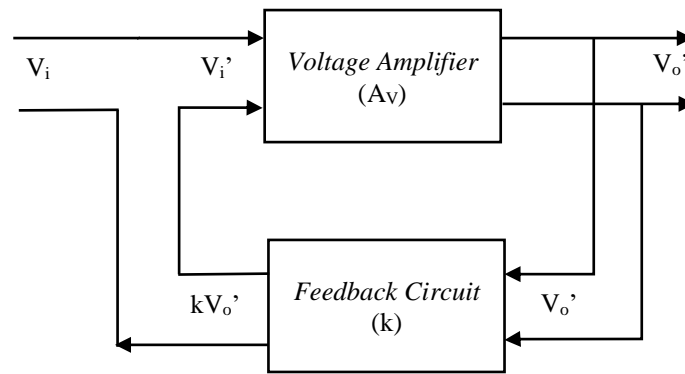 Vi
Vi’
Voltage Amplifier
(AV)
Vo’
kVo’
Feedback Circuit
(k)
Vo’